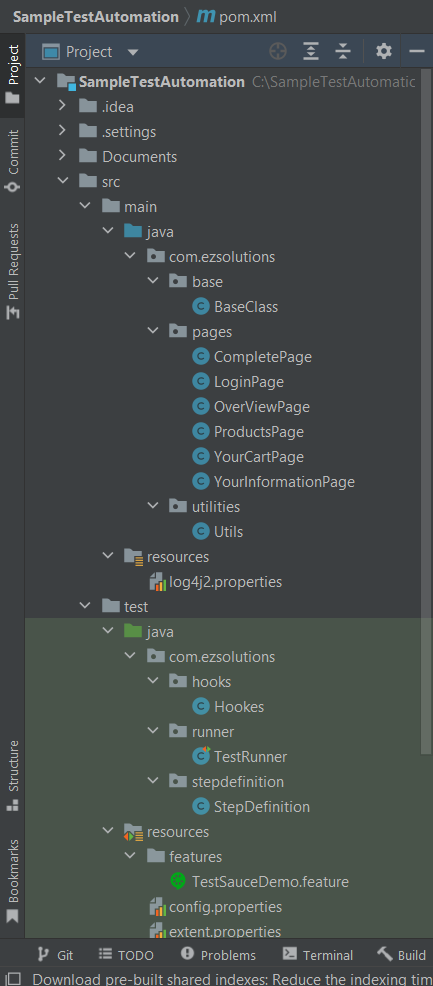 SampleTestAutomation
pom.xml
Project
Project
SampleTestAutomation C:\SampleTestAutomatic
.idea
.settings
Documents
src
main
java
com.ezsolutions
base
BaseClass
pages
CompletePage
LoginPage
OverViewPage
ProductsPage
YourCartPage
YourInformationPage
utilities
Utils
resources
log4j2.properties
test
java
com.ezsolutions
hooks
Hookes
runner
TestRunner
stepdefinition
StepDefinition
resources
features
TestSauceDemo.feature
config.properties
extent.properties
Commit
Pull Requests
Structure
Bookmarks
Git
TODO
Problems
Terminal
Build
Download pre-built shared indexes: Reduce the indexing tim